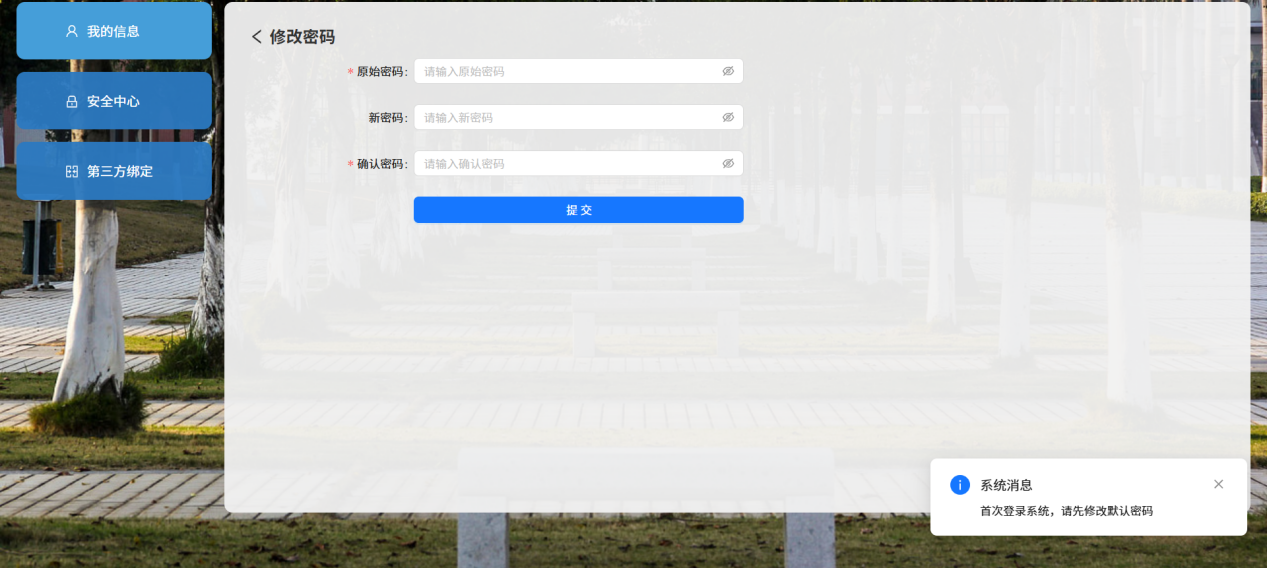 我的信息
安全中心
第三方绑定
修改密码
* 原始密码: 请输入原始密码
新密码: 请输入新密码
* 确认密码: 请输入确认密码
提 交
系统消息
首次登录系统，请先修改默认密码